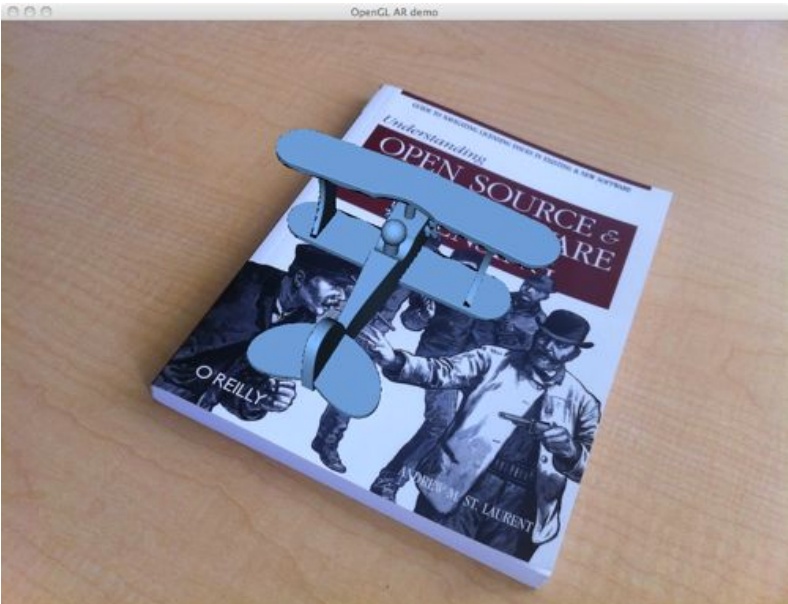 OpenGL AR demo
GUIDE TO NAVIGATING LICENSING ISSUES IN EXISTING & NEW SOFTWARE
Understanding
OPEN SOURCE &
WARE
O'REILLY
ANDREW M. ST. LAURENT